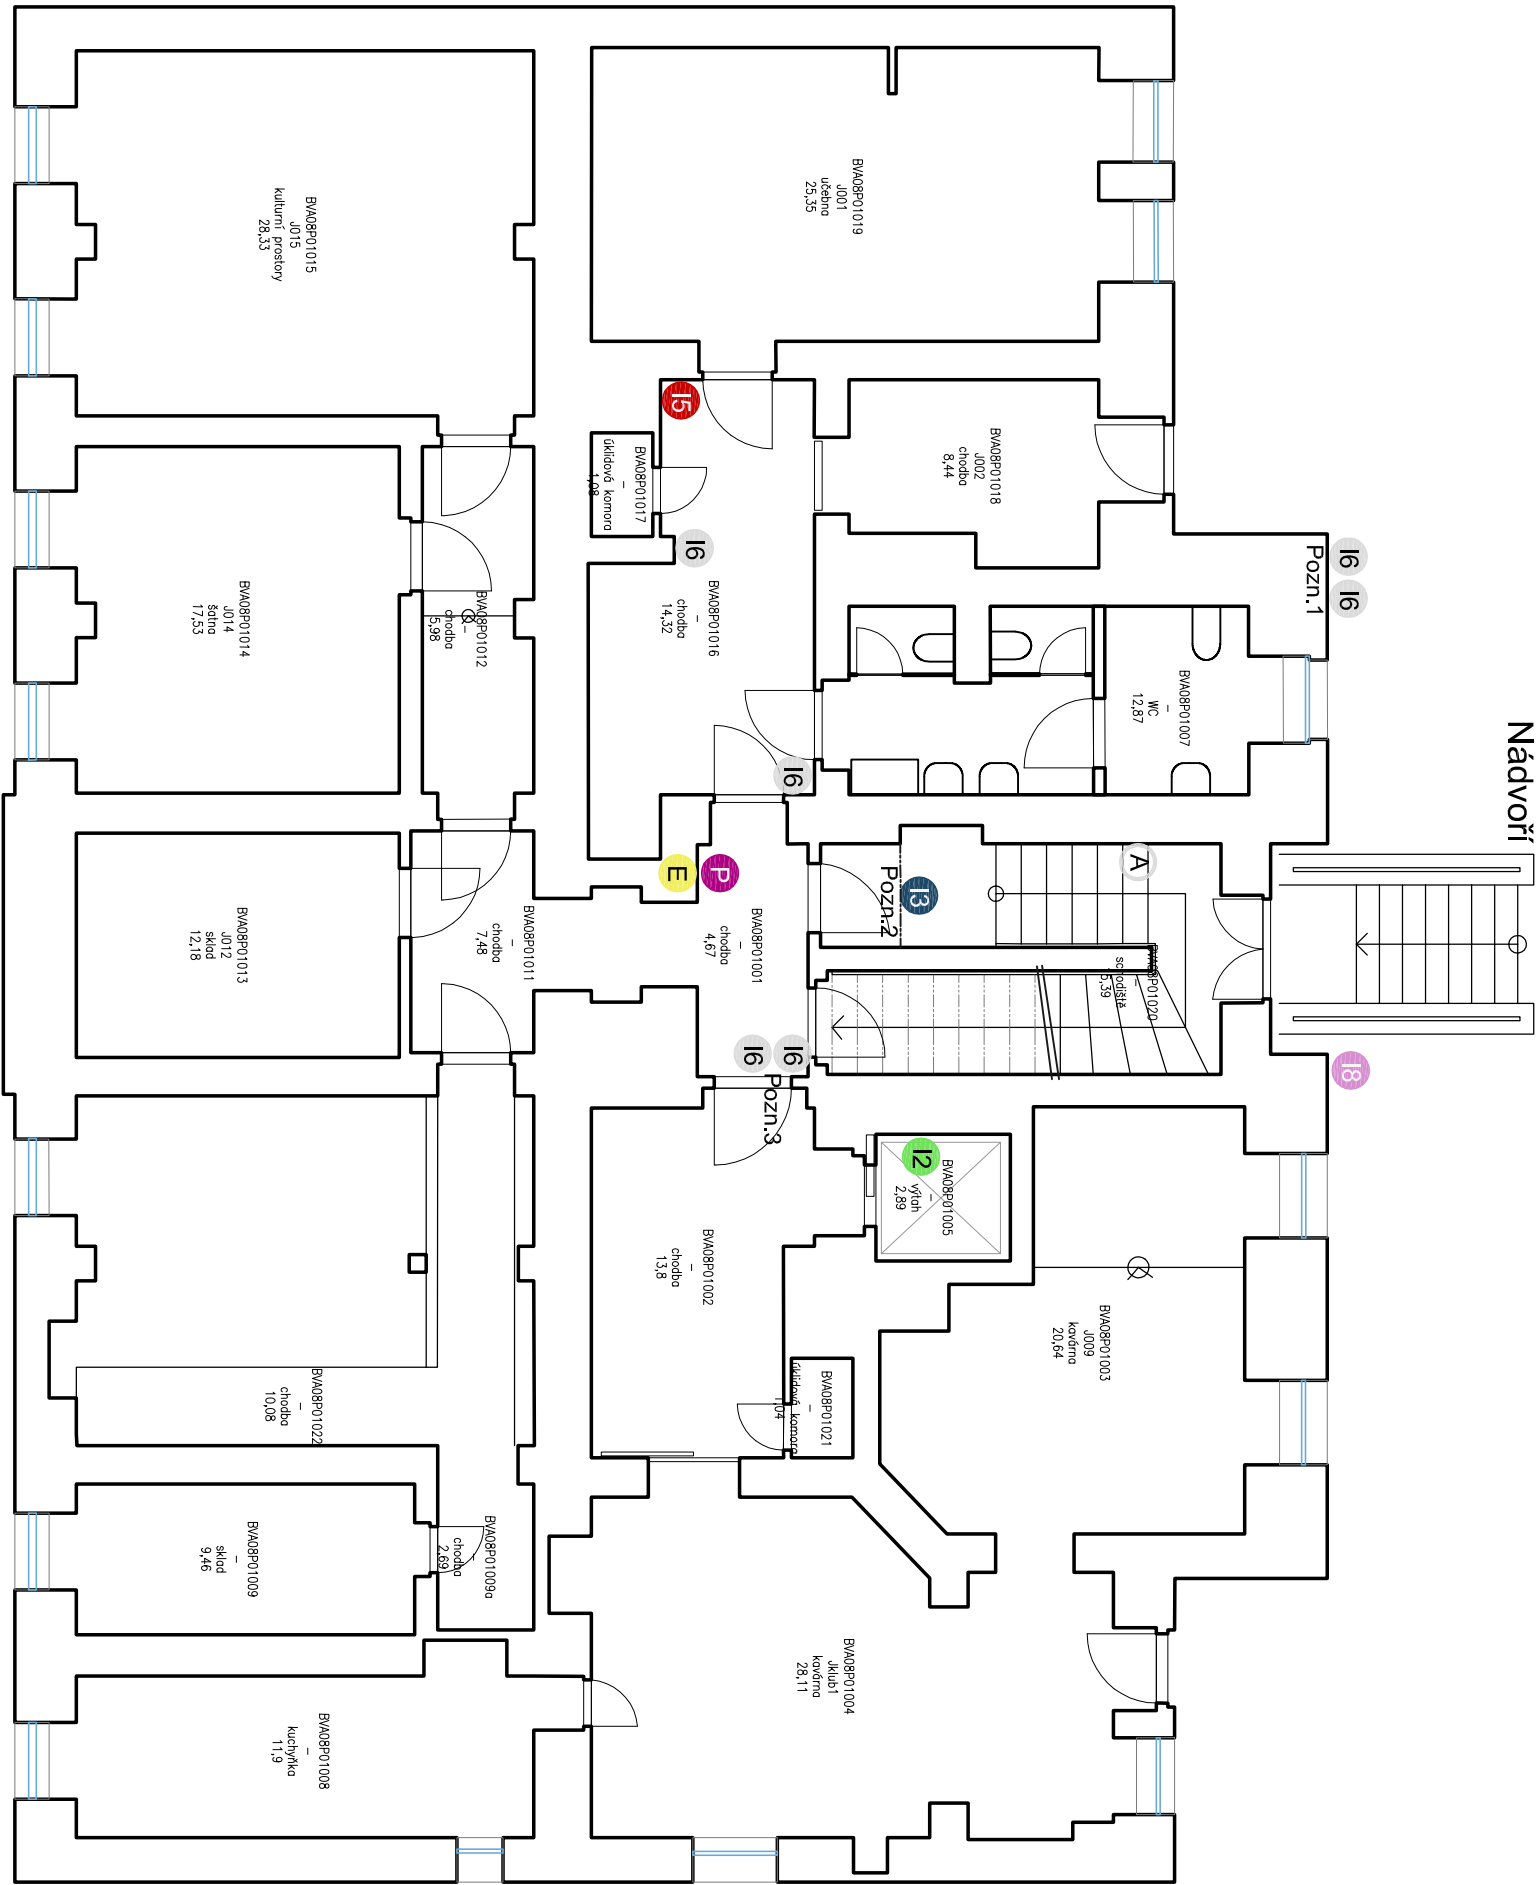 Nádvoří
I6
I6
Pozn.1
I8
BVA08P01019
J001
učebna
25,35
BVA08P01015
J015
kulturní prostory
28,33
I5
BVA08P01018
J002
chodba
8,44
BVA08P01017
–
úklidová komora
1,08
I6
BVA08P01016
–
chodba
14,32
BVA08P01014
J014
šatna
17,53
BVA08P01012
–
chodba
5,98
BVA08P01007
–
WC
12,87
I6
A
I3
Pozn.2
P
E
BVA08P01001
–
chodba
4,67
BVA08P01011
–
chodba
7,48
BVA08P01013
J012
sklad
12,18
BVA08P01020
–
schodiště
I6
I6
Pozn.3
I2
BVA08P01005
–
výtah
2,89
BVA08P01002
–
chodba
13,8
BVA08P01003
J009
kavárna
20,64
BVA08P01021
–
úklidová komora
1,04
BVA08P01022
–
chodba
10,08
BVA08P01009
–
sklad
9,46
BVA08P01009a
–
chodba
2,69
BVA08P01004
Jklub1
kavárna
28,11
BVA08P01008
–
kuchyňka
11,9